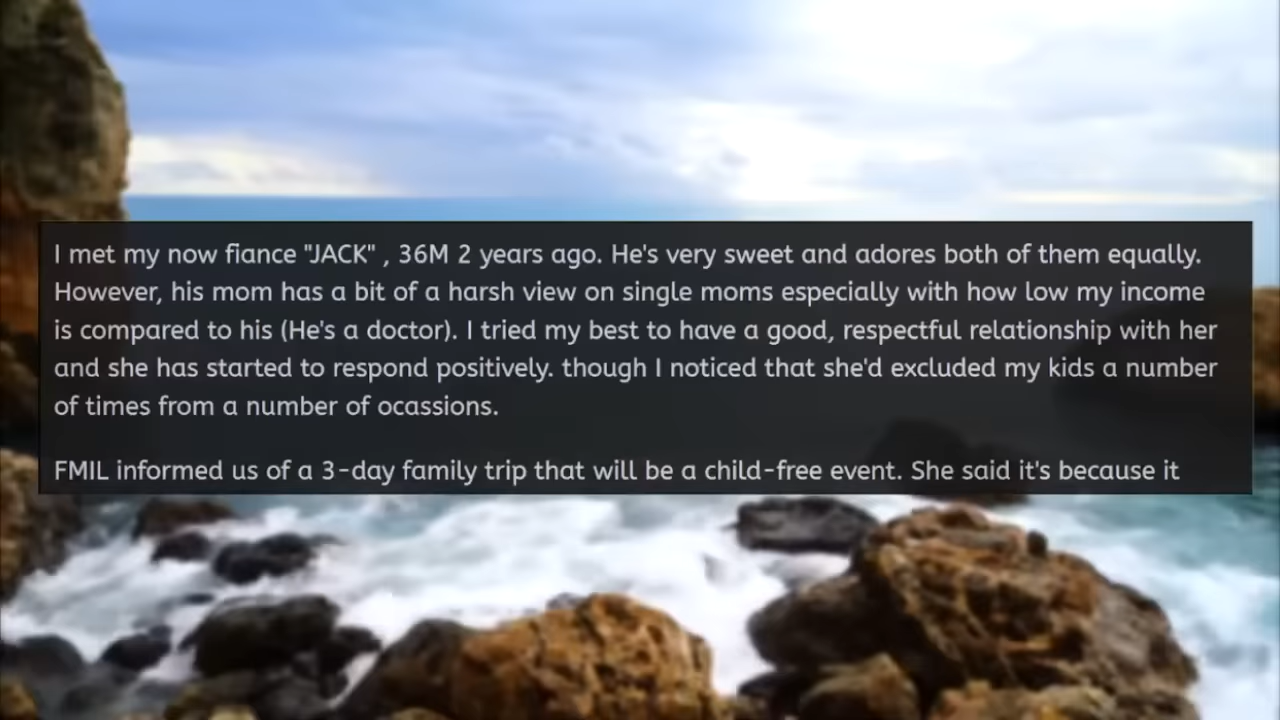 I met my now fiance "JACK" , 36M 2 years ago. He's very sweet and adores both of them equally.
However, his mom has a bit of a harsh view on single moms especially with how low my income
is compared to his (He's a doctor). I tried my best to have a good, respectful relationship with her
and she has started to respond positively. though I noticed that she'd excluded my kids a number
of times from a number of ocassions.
FMIL informed us of a 3-day family trip that will be a child-free event. She said it's because it